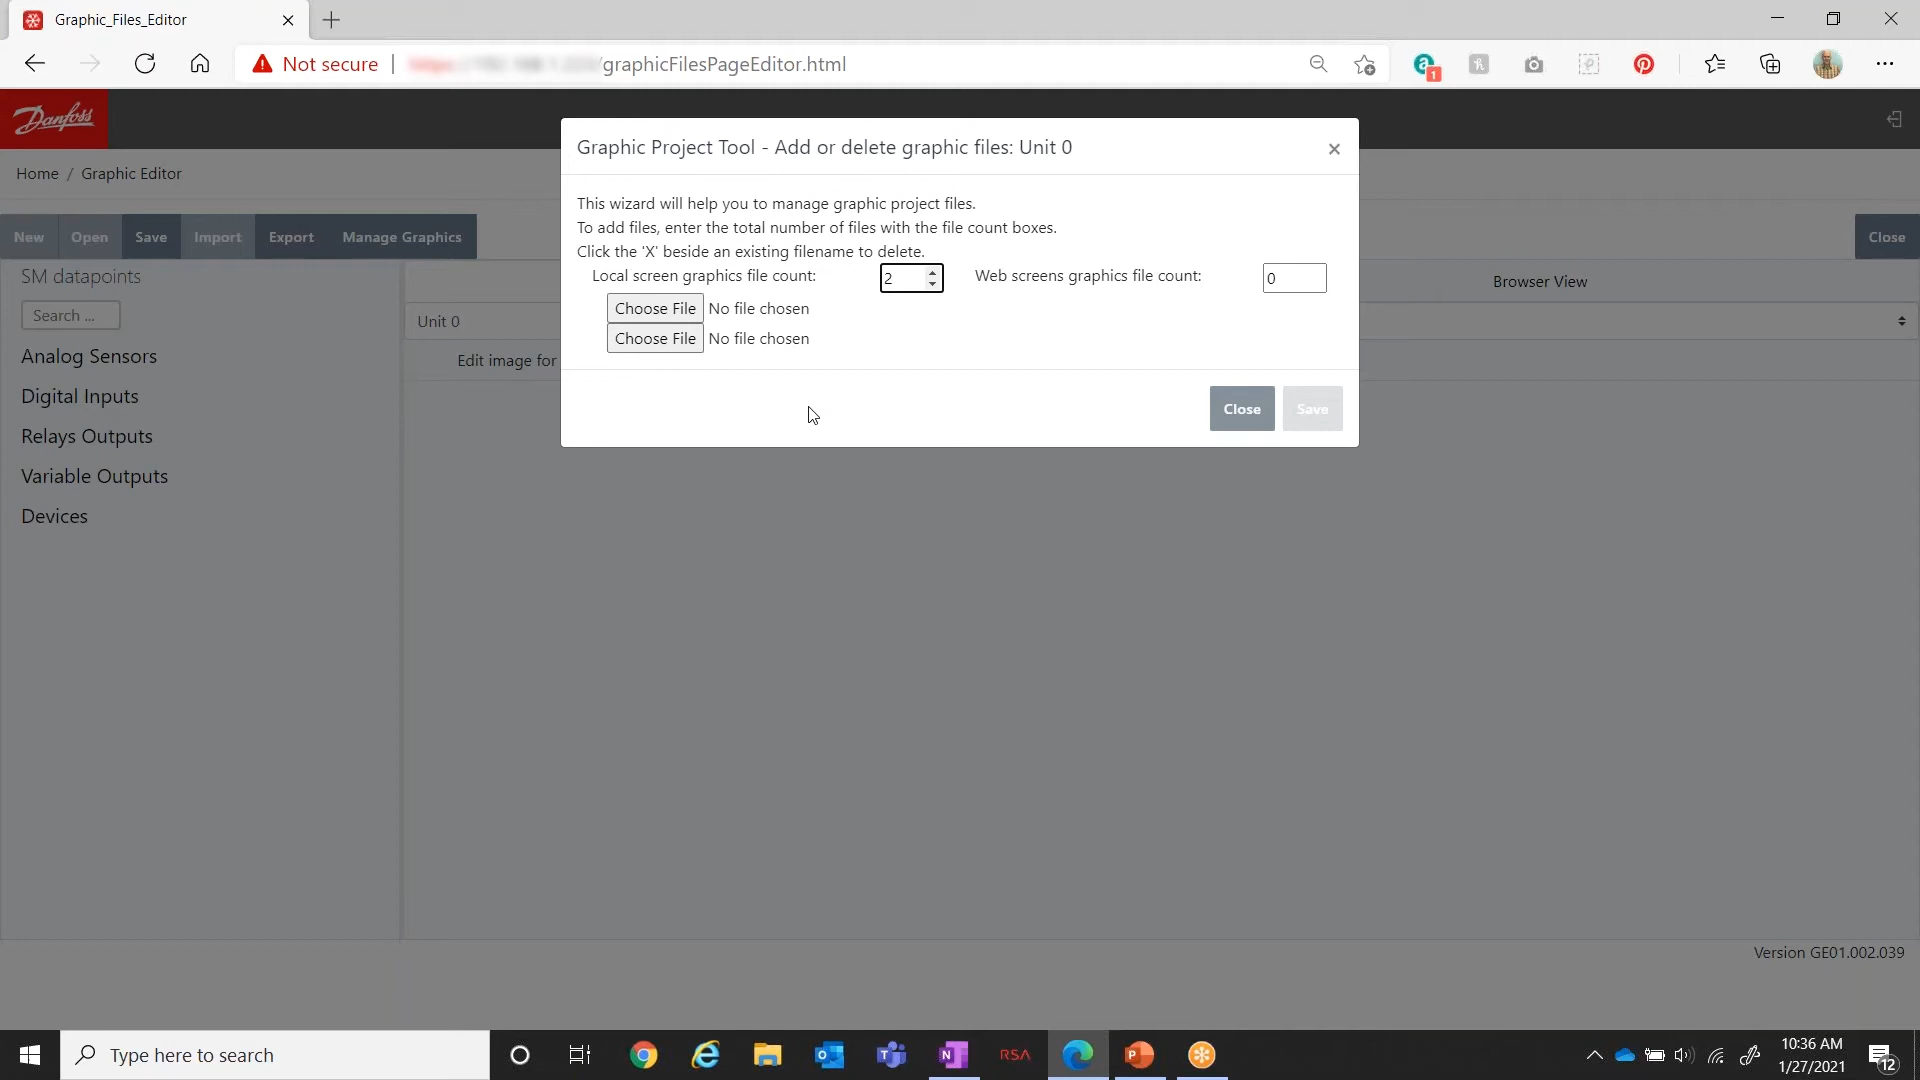 Graphic_Files_Editor
Not secure /graphicFilesPageEditor.html
1
Danfoss
Graphic Project Tool - Add or delete graphic files: Unit 0
Home / Graphic Editor
This wizard will help you to manage graphic project files.
To add files, enter the total number of files with the file count boxes.
Click the 'X' beside an existing filename to delete.
New Open Save Import Export Manage Graphics Close
SM datapoints
Local screen graphics file count: 2 Web screens graphics file count: 0
Browser View
Search ...
Choose File No file chosen
Unit 0
Choose File No file chosen
Analog Sensors
Edit image for
Digital Inputs
Close Save
Relays Outputs
Variable Outputs
Devices
Version GE01.002.039
Type here to search
RSA
10:36 AM
1/27/2021
12